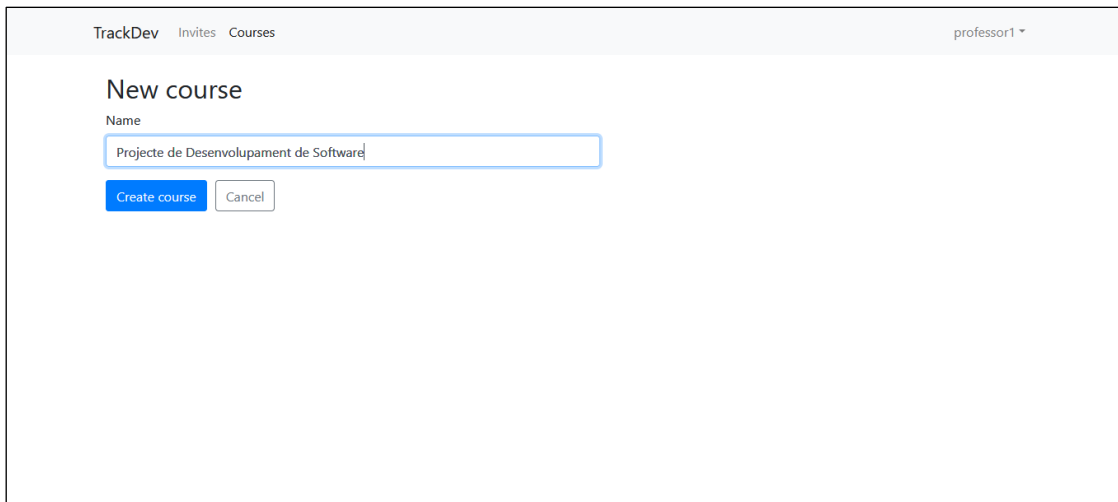 TrackDev Invites Courses professor1
New course
Name
Projecte de Desenvolupament de Software
Create course Cancel